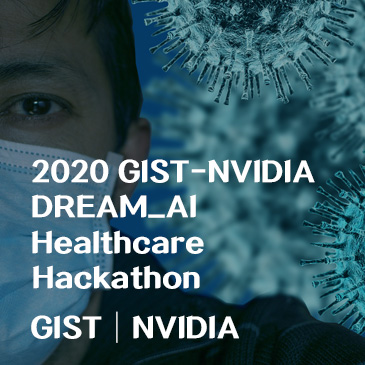 2020 GIST-NVIDIA
DREAM_AI
Healthcare
Hackathon
GIST | NVIDIA